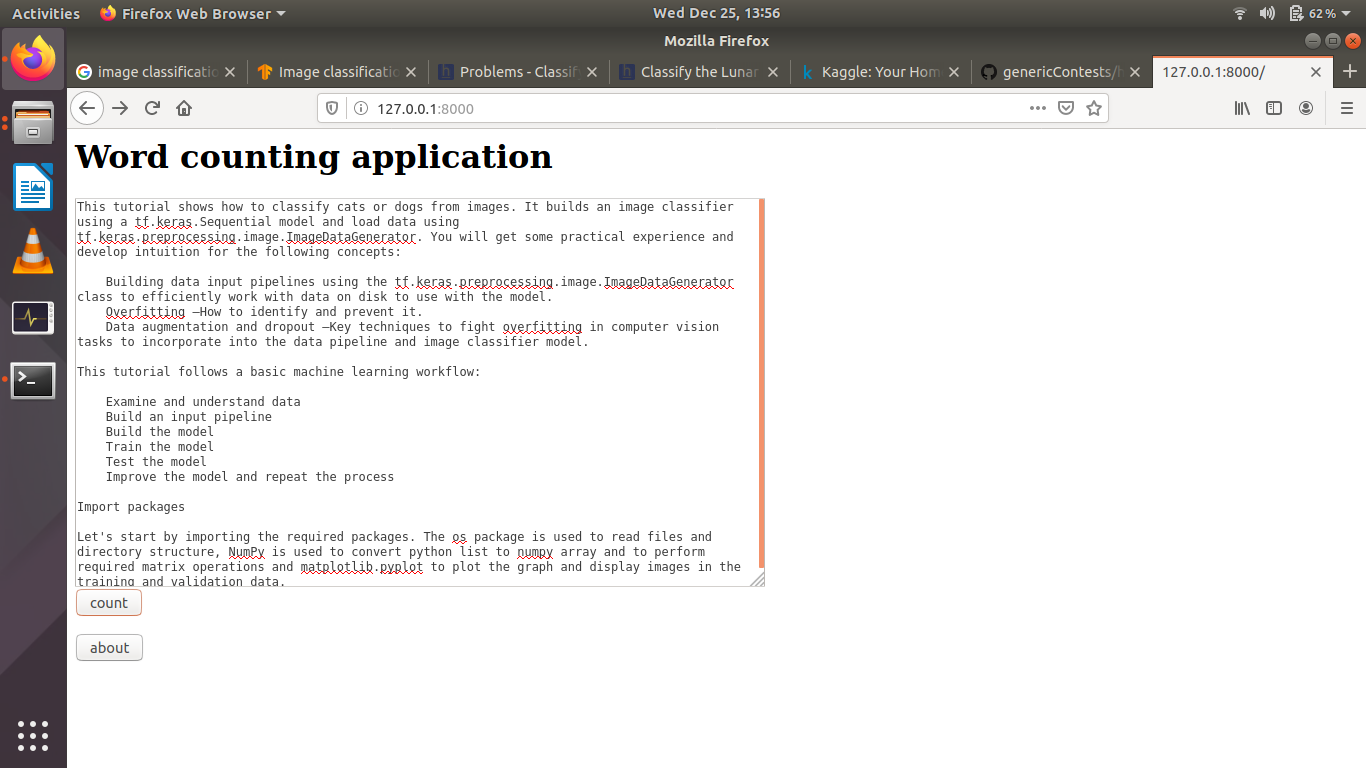 Activities Firefox Web Browser Wed Dec 25, 13:56 62%
Mozilla Firefox
image classificatio Image classificatio Problems - Classif Classify the Lunar Kaggle: Your Hom genericContests/h 127.0.0.1:8000/
127.0.0.1:8000
Word counting application
This tutorial shows how to classify cats or dogs from images. It builds an image classifier
using a tf.keras.Sequential model and load data using
tf.keras.preprocessing.image.ImageDataGenerator. You will get some practical experience and
develop intuition for the following concepts:
Building data input pipelines using the tf.keras.preprocessing.image.ImageDataGenerator
class to efficiently work with data on disk to use with the model.
Overfitting —How to identify and prevent it.
Data augmentation and dropout —Key techniques to fight overfitting in computer vision
tasks to incorporate into the data pipeline and image classifier model.
This tutorial follows a basic machine learning workflow:
Examine and understand data
Build an input pipeline
Build the model
Train the model
Test the model
Improve the model and repeat the process
Import packages
Let's start by importing the required packages. The os package is used to read files and
directory structure, NumPy is used to convert python list to numpy array and to perform
required matrix operations and matplotlib.pyplot to plot the graph and display images in the
training and validation data.
count
about